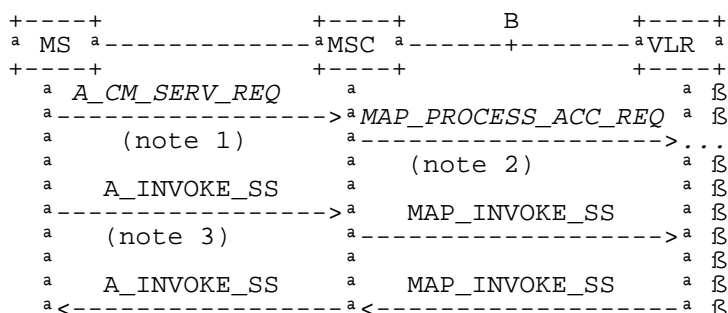 +----+ +----+ B +----+
ª MS ª-------------ªMSC ª------+-------ªVLR ª
+----+ +----+ +----+
ª A_CM_SERV_REQ ª ª ß
ª----------------->ªMAP_PROCESS_ACC_REQ ª ß
ª (note 1) ª------------------->...
ª ª (note 2) ª ß
ª A_INVOKE_SS ª ª ß
ª----------------->ª MAP_INVOKE_SS ª ß
ª (note 3) ª------------------->ª ß
ª A_INVOKE_SS ª MAP_INVOKE_SS ª ß
ª<-----------------ª<-------------------ª ß